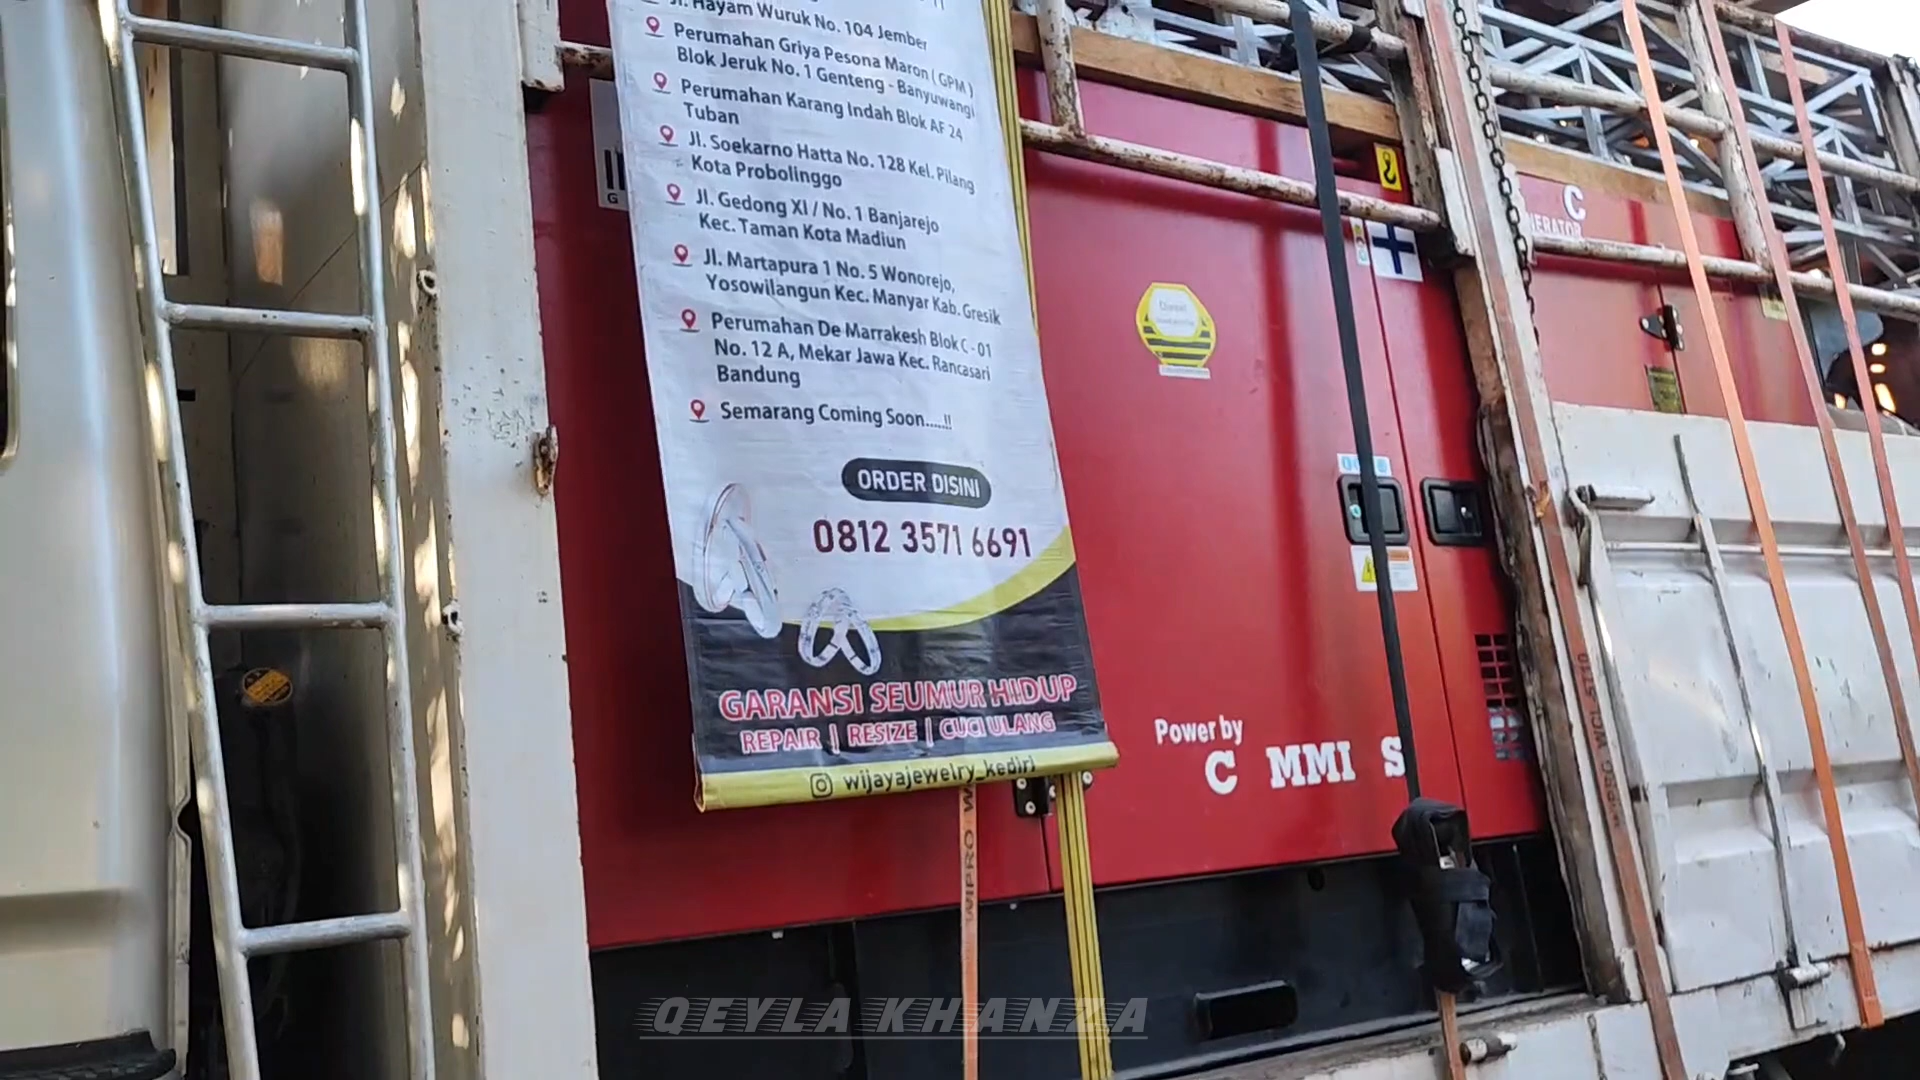 Jl. Hayam Wuruk No. 104 Jember
Perumahan Griya Pesona Maron ( GPM )
Blok Jeruk No. 1 Genteng - Banyuwangi
Perumahan Karang Indah Blok AF 24
Tuban
Jl. Soekarno Hatta No. 128 Kel. Pilang
Kota Probolinggo
Jl. Gedong XI / No. 1 Banjarejo
Kec. Taman Kota Madiun
Jl. Martapura 1 No. 5 Wonorejo,
Yosowilangun Kec. Manyar Kab. Gresik
Perumahan De Marrakesh Blok C - 01
No. 12 A, Mekar Jawa Kec. Rancasari
Bandung
Semarang Coming Soon.....!!
ORDER DISINI
0812 3571 6691
GARANSI SEUMUR HIDUP
REPAIR | RESIZE | CUCI ULANG
wijayajewelry_kediri
Power by
C MMI S
C
NERATOR
WIPRO
QEYLA KHANZA